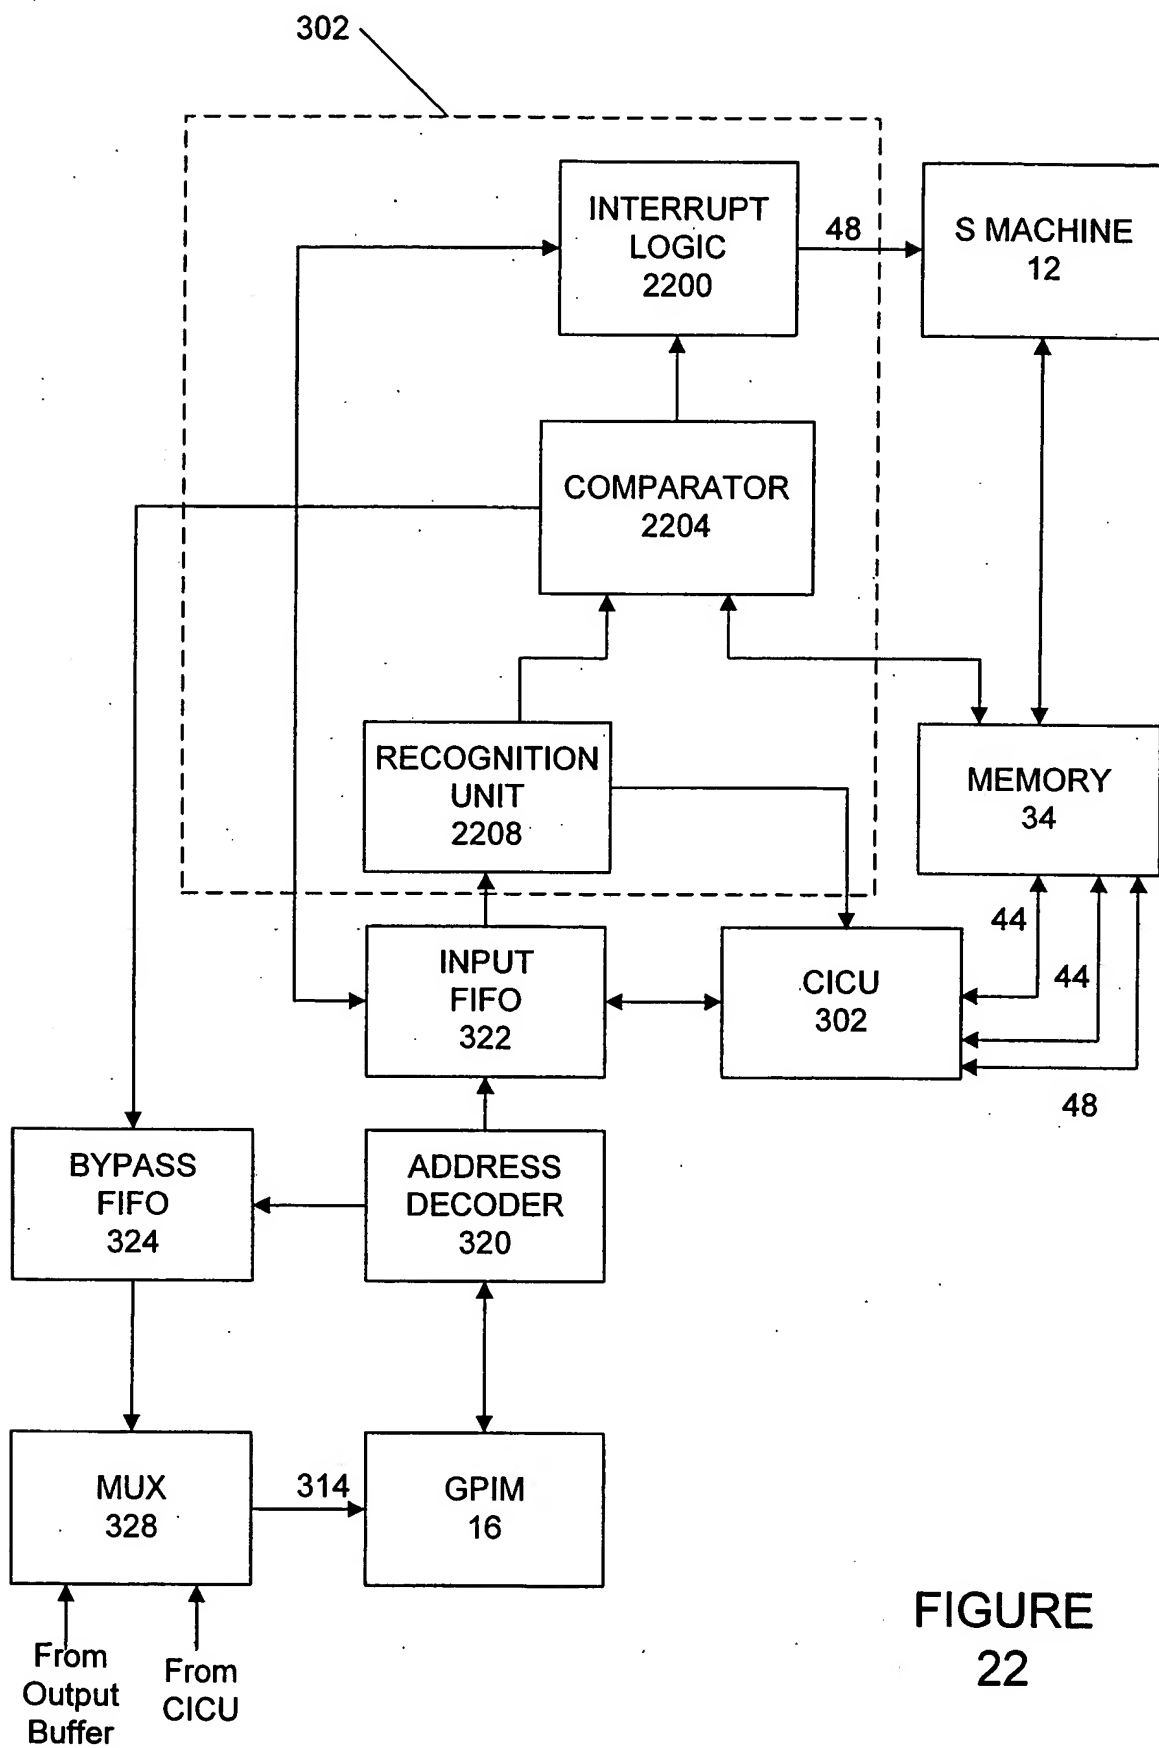 302
INTERRUPT
LOGIC
2200
48
S MACHINE
12
COMPARATOR
2204
RECOGNITION
UNIT
2208
MEMORY
34
44
INPUT
FIFO
322
CICU
302
44
48
BYPASS
FIFO
324
ADDRESS
DECODER
320
MUX
328
314
GPIM
16
From
Output
Buffer
From
CICU
FIGURE
22